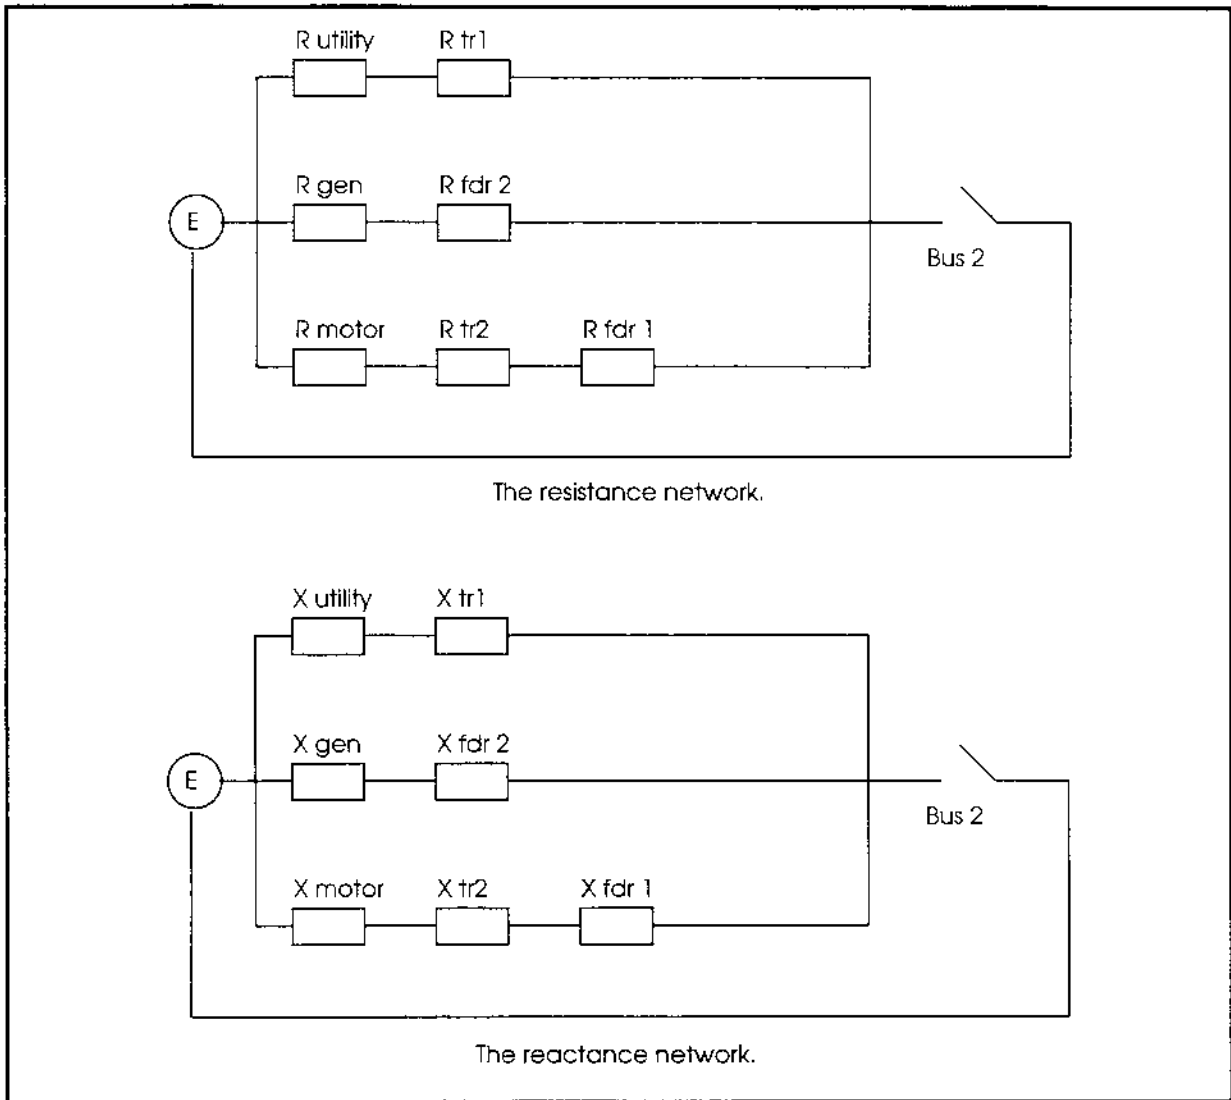 R utility R tr1
R gen R fdr 2
E
Bus 2
R motor R tr2 R fdr 1
The resistance network.
X utility X tr1
X gen X fdr 2
E
Bus 2
X motor X tr2 X fdr 1
The reactance network.